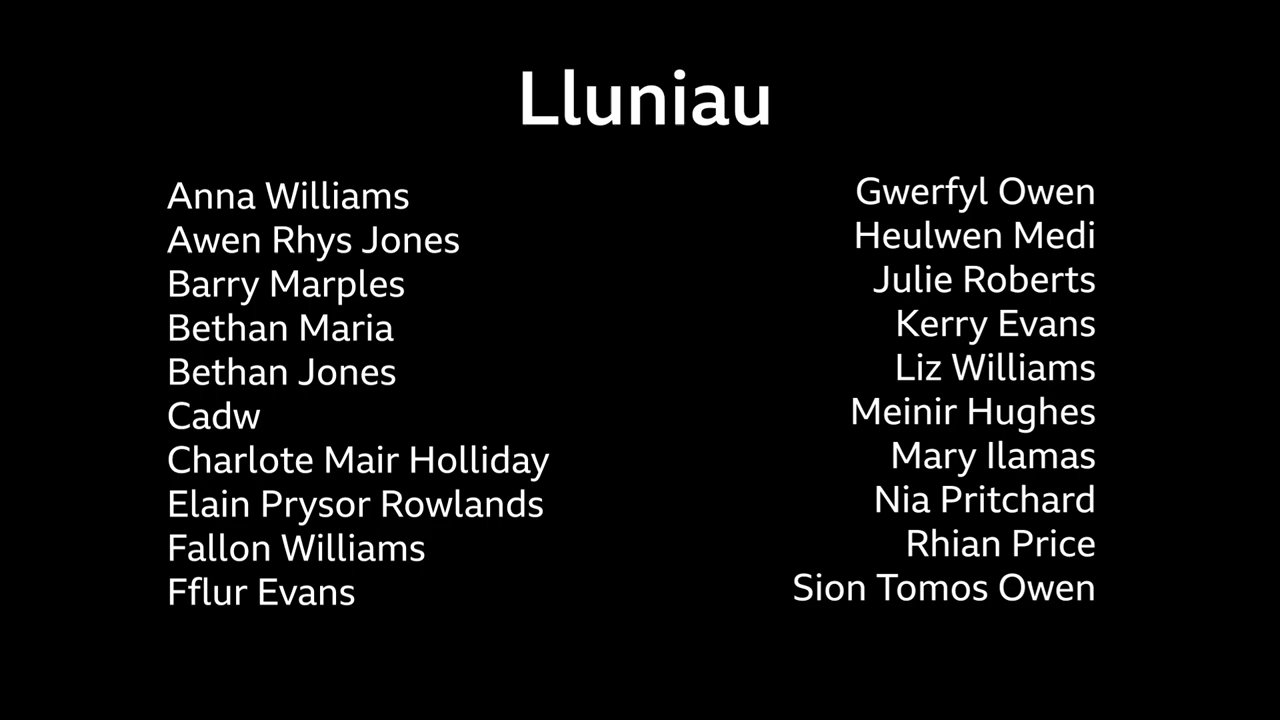 Lluniau
Anna Williams
Awen Rhys Jones
Barry Marples
Bethan Maria
Bethan Jones
Cadw
Charlote Mair Holliday
Elain Prysor Rowlands
Fallon Williams
Fflur Evans
Gwerfyl Owen
Heulwen Medi
Julie Roberts
Kerry Evans
Liz Williams
Meinir Hughes
Mary Ilamas
Nia Pritchard
Rhian Price
Sion Tomos Owen